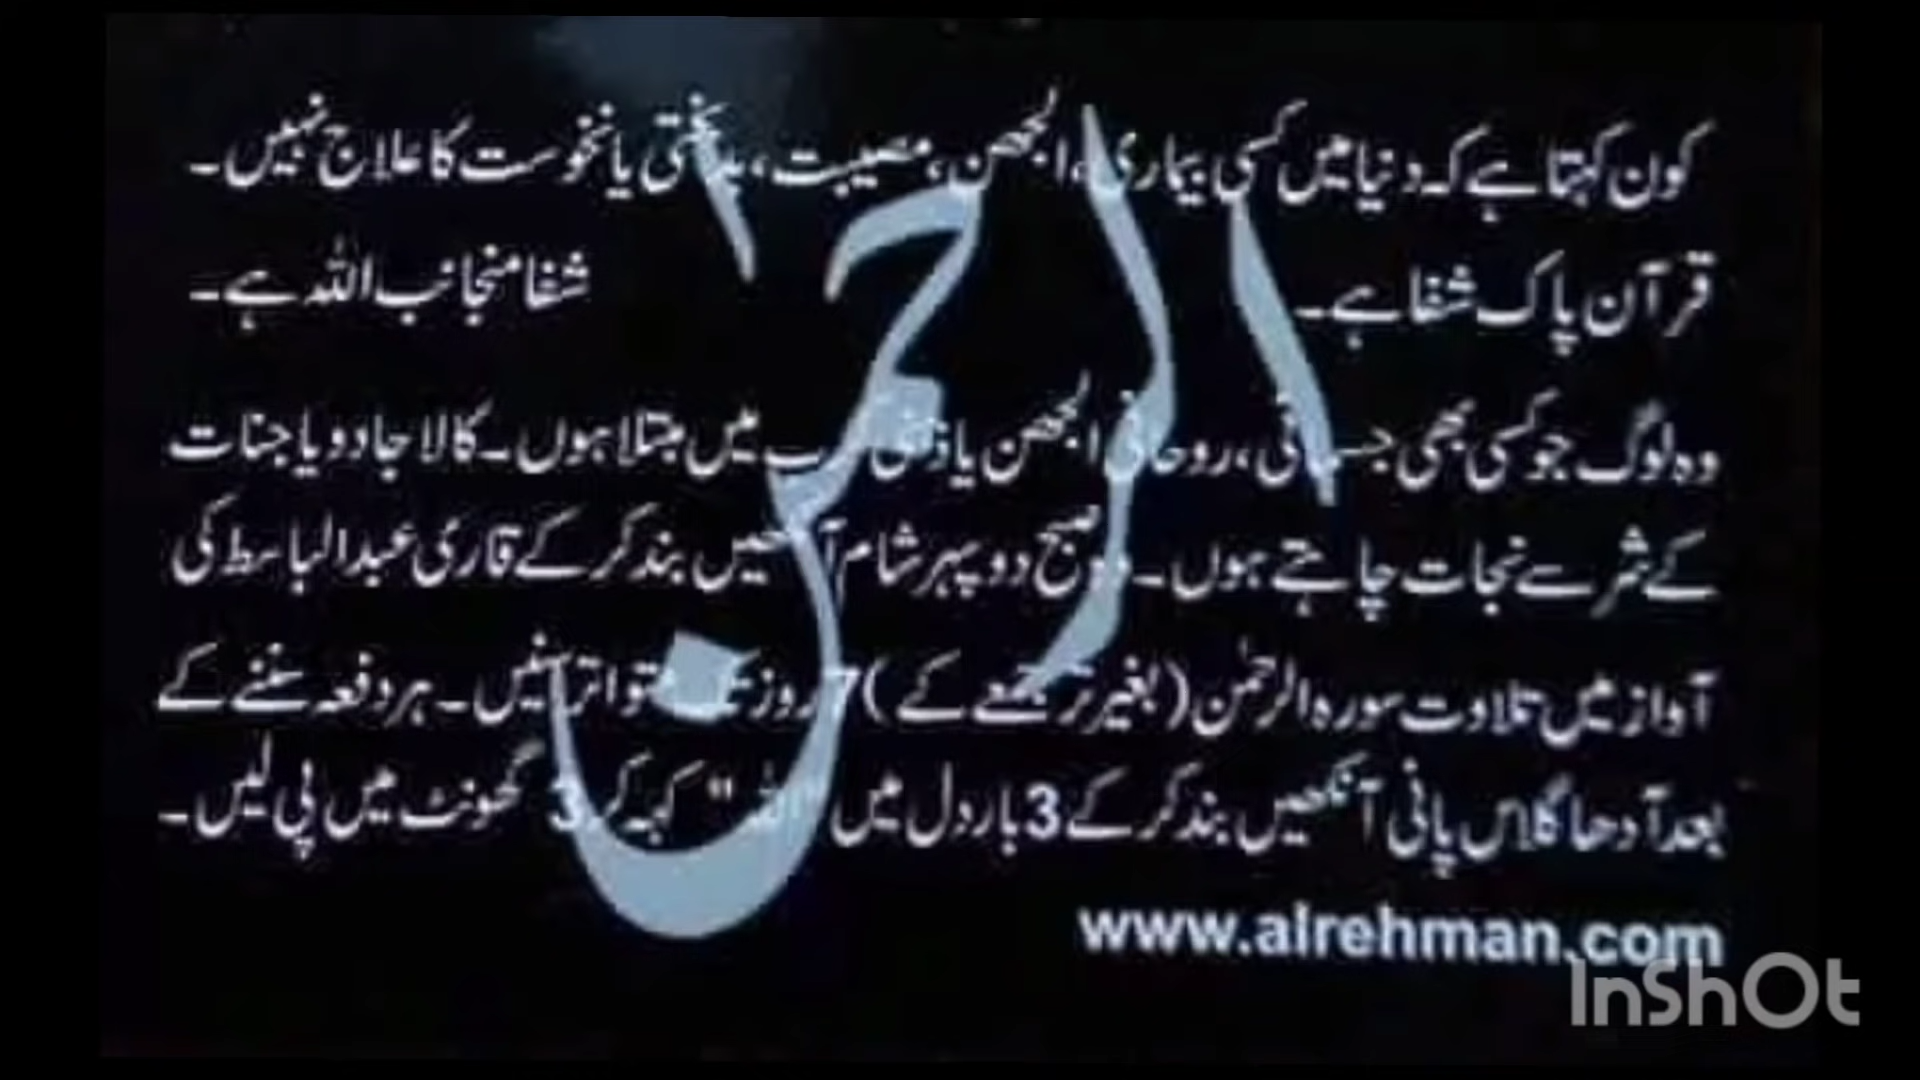 کون کہتا ہے کہ دنیا میں کسی بیماری، الجھن، مصیبت، بدبختی یا نحوست کا علاج نہیں۔
قرآن پاک شفا ہے۔ شفا منجانب اللہ ہے۔
وہ لوگ جو کسی بھی جسمانی، روحانی الجھن یا میں مبتلا ہوں۔ کالا جادو یا جنات
کے شر سے نجات چاہتے ہوں۔ صبح دوپہر شام آنکھیں بند کر کے قاری عبدالباسط کی
آواز میں تلاوت سورہ الرحمٰن (بغیر ترجمے کے) 7 روز تک متواتر سنیں۔ ہر دفعہ سننے کے
بعد آدھا گلاس پانی آنکھیں بند کر کے 3 بار دل میں "اللہ" کہہ کر 3 گھونٹ میں پی لیں۔
الرحمٰن
www.alrehman.com
InShOt